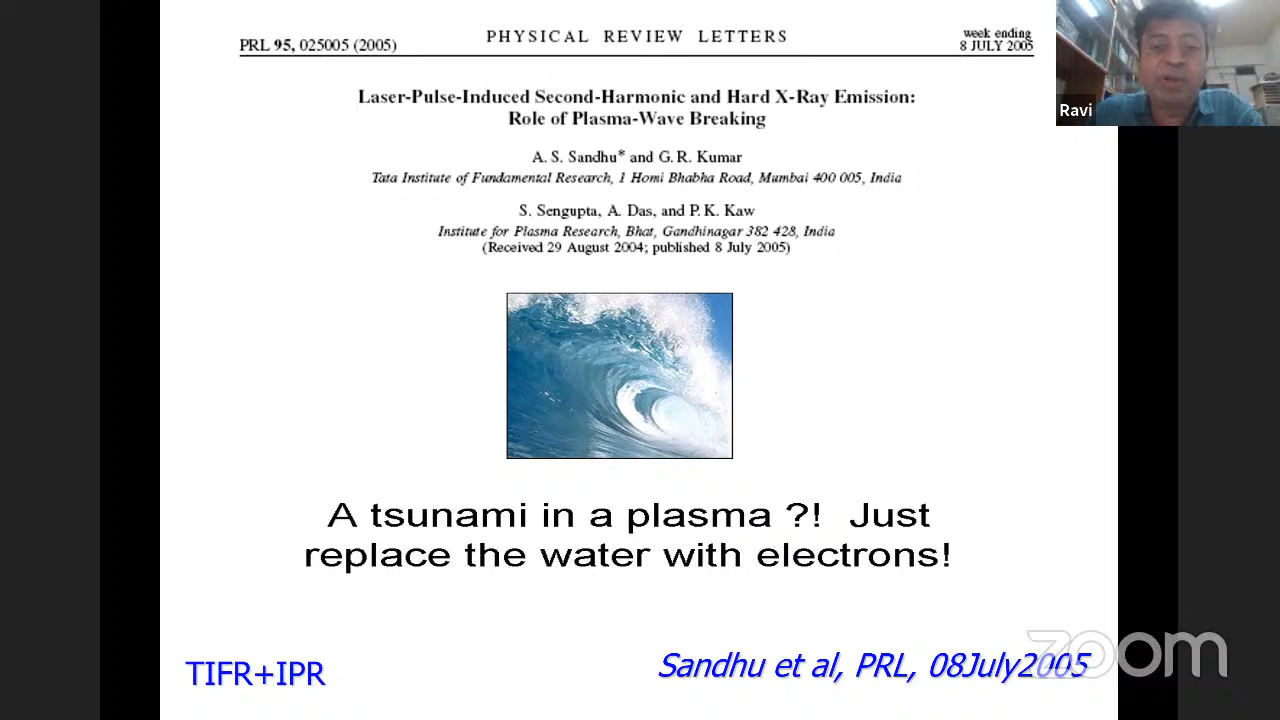 PRL 95, 025005 (2005)
PHYSICAL REVIEW LETTERS
week ending
8 JULY 2005
Laser-Pulse-Induced Second-Harmonic and Hard X-Ray Emission:
Role of Plasma-Wave Breaking
A. S. Sandhu* and G. R. Kumar
Tata Institute of Fundamental Research, 1 Homi Bhabha Road, Mumbai 400 005, India
S. Sengupta, A. Das, and P. K. Kaw
Institute for Plasma Research, Bhat, Gandhinagar 382 428, India
(Received 29 August 2004; published 8 July 2005)
A tsunami in a plasma ?! Just
replace the water with electrons!
TIFR+IPR
Sandhu et al, PRL, 08July2005
Ravi
zoom